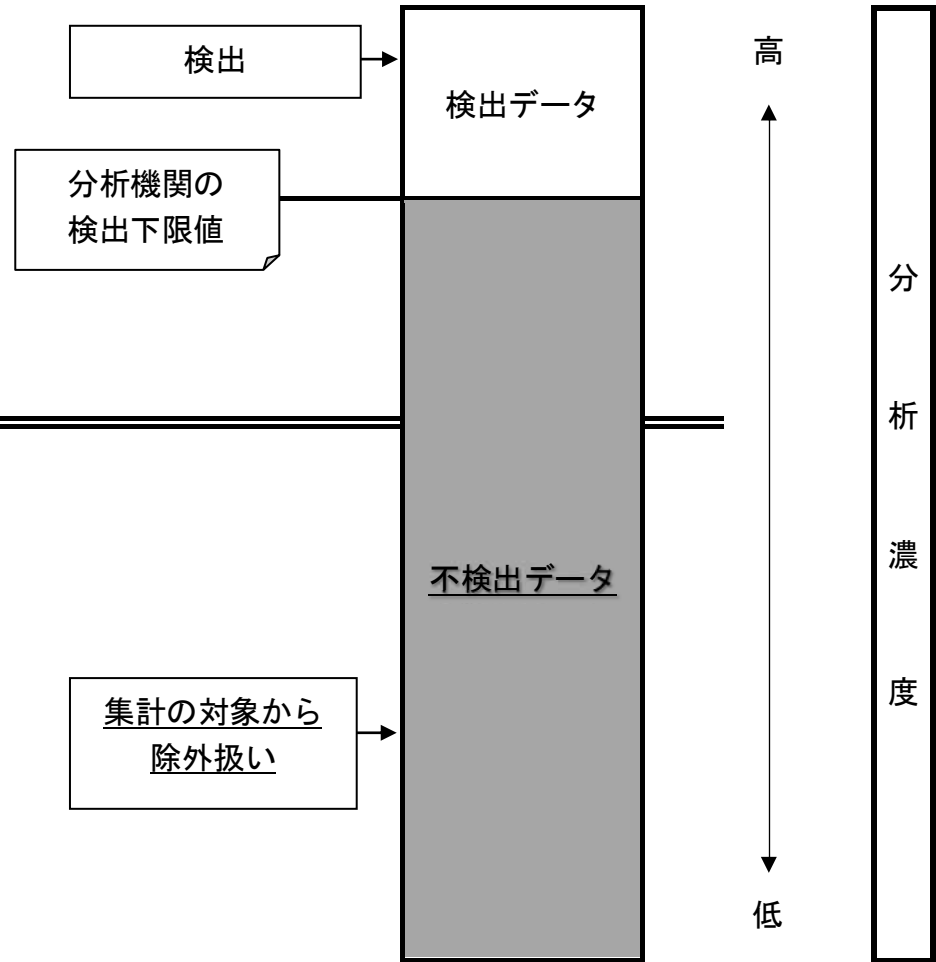 検出
検出データ
高
分析機関の
検出下限値
不検出データ
集計の対象から
除外扱い
低
分
析
濃
度